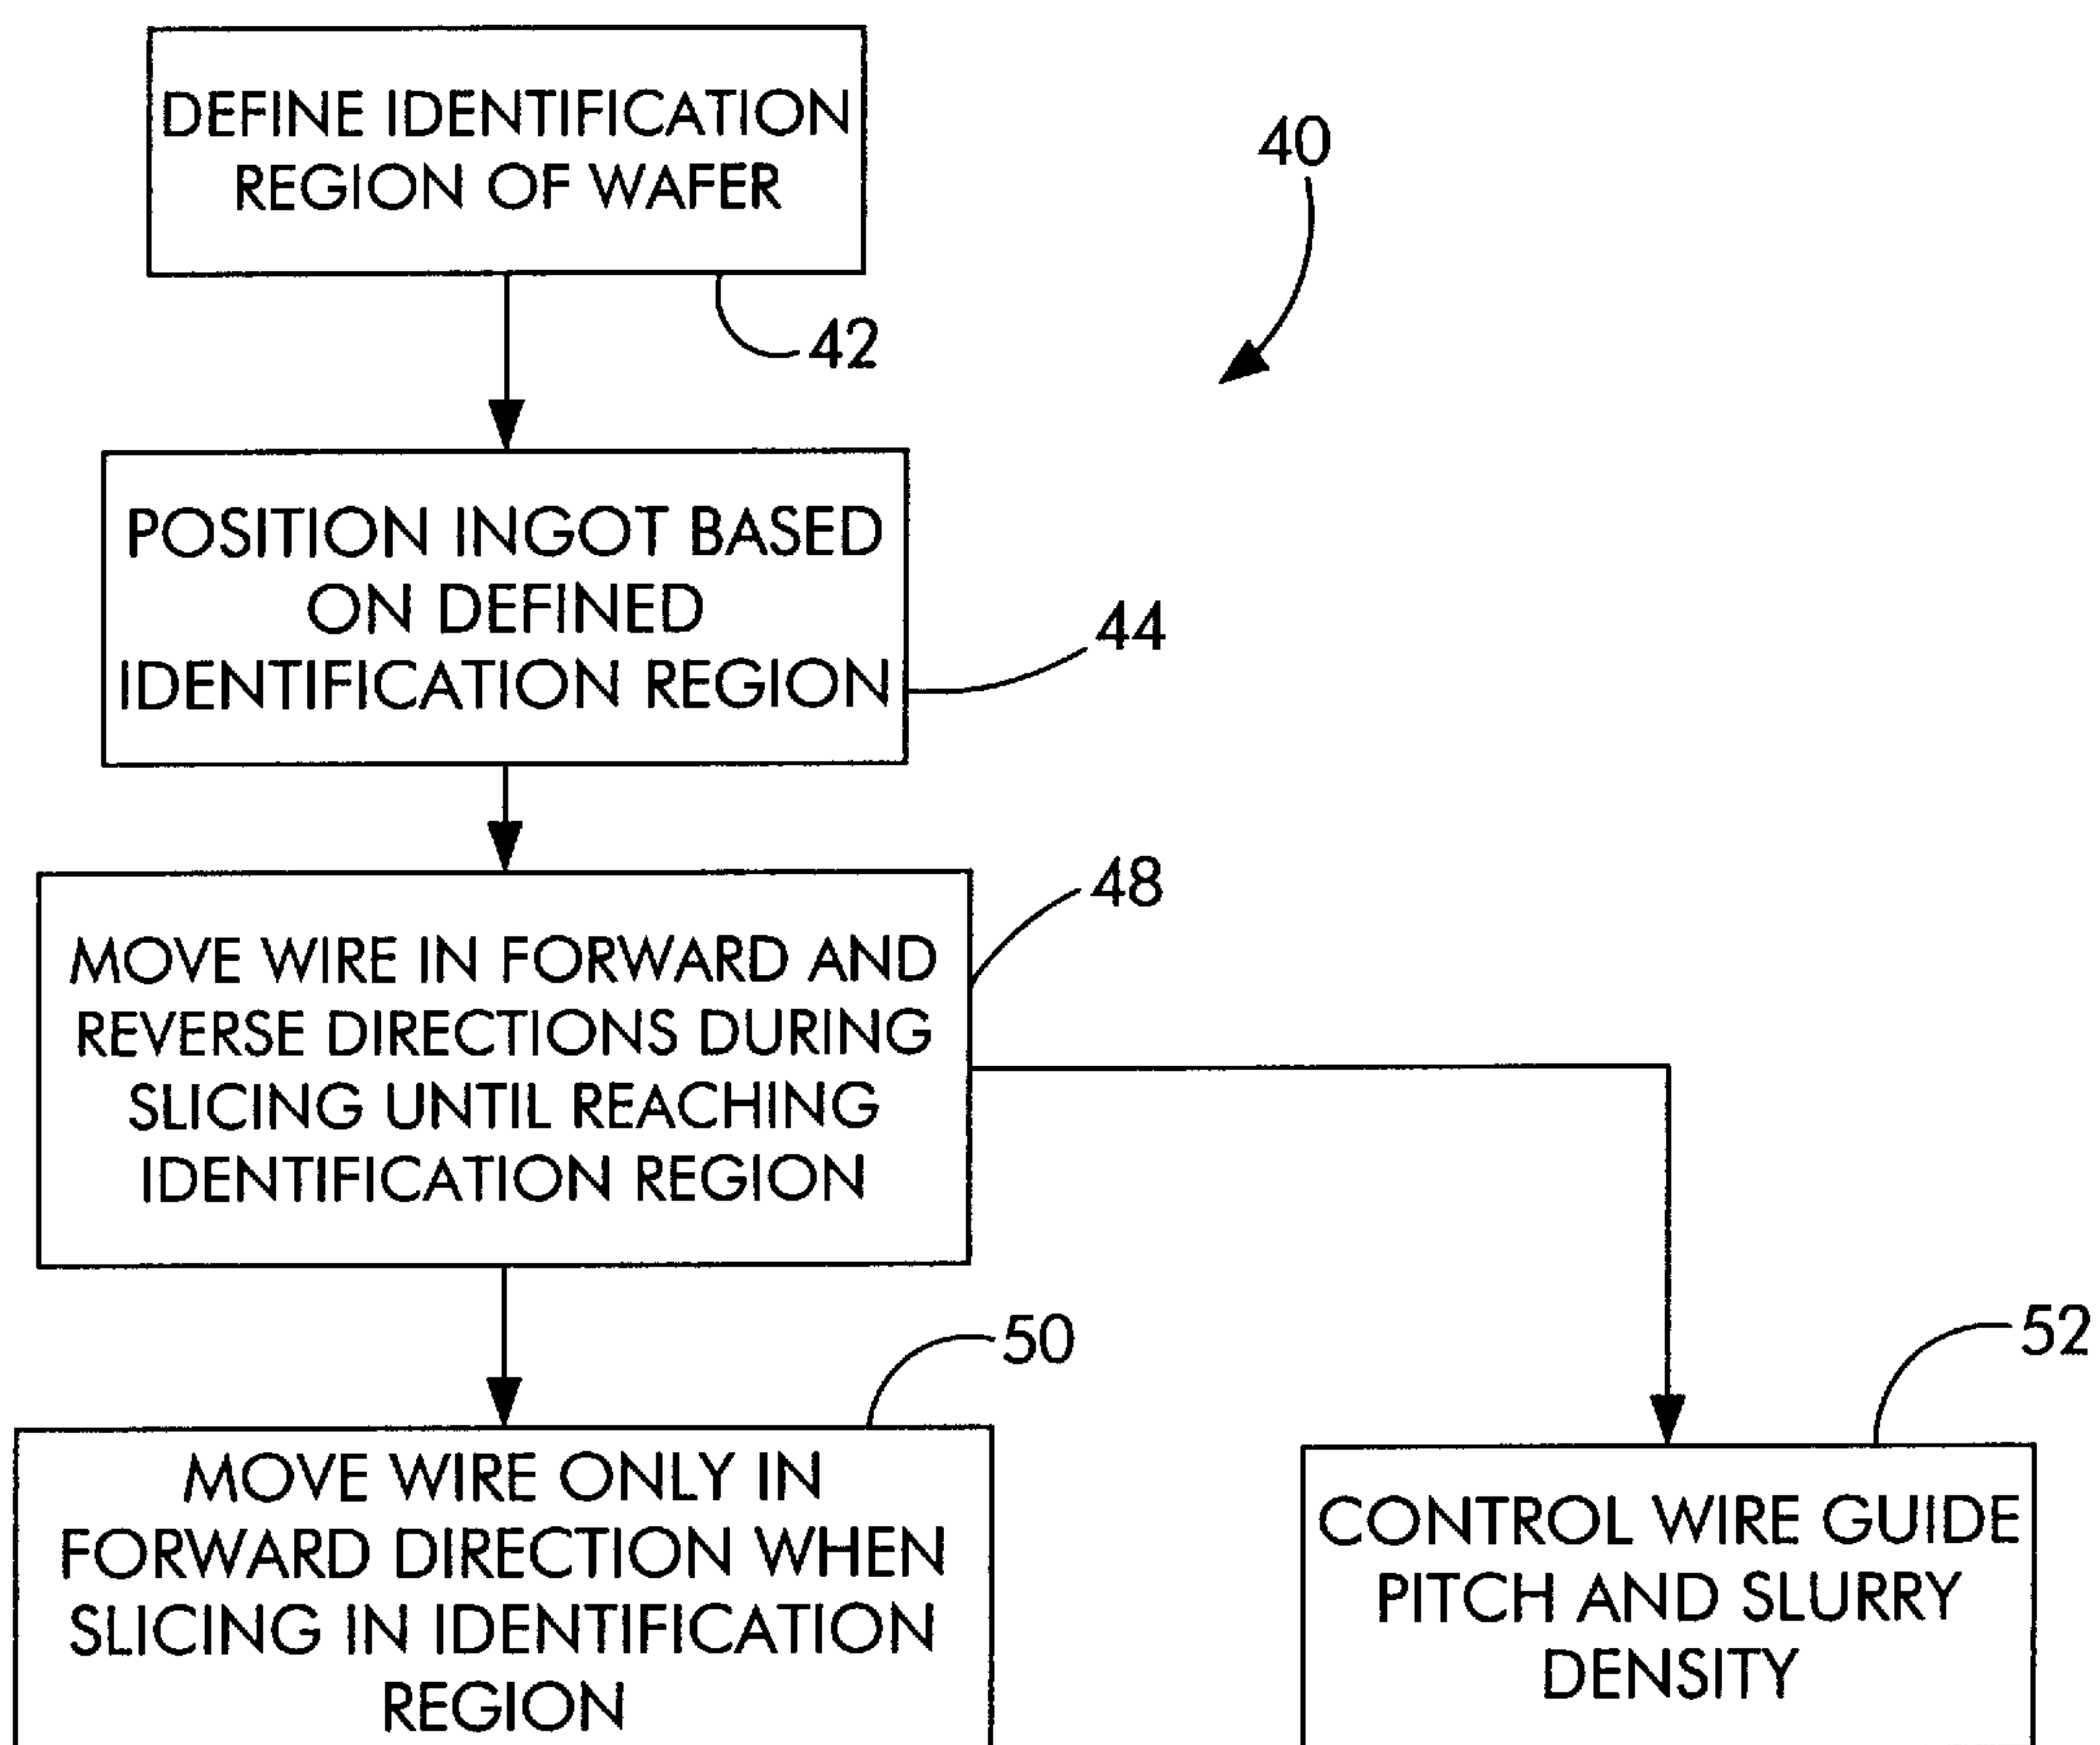 DEFINE IDENTIFICATION
REGION OF WAFER
40
42
POSITION INGOT BASED
ON DEFINED
IDENTIFICATION REGION
44
MOVE WIRE IN FORWARD AND
REVERSE DIRECTIONS DURING
SLICING UNTIL REACHING
IDENTIFICATION REGION
48
MOVE WIRE ONLY IN
FORWARD DIRECTION WHEN
SLICING IN IDENTIFICATION
REGION
50
CONTROL WIRE GUIDE
PITCH AND SLURRY
DENSITY
52